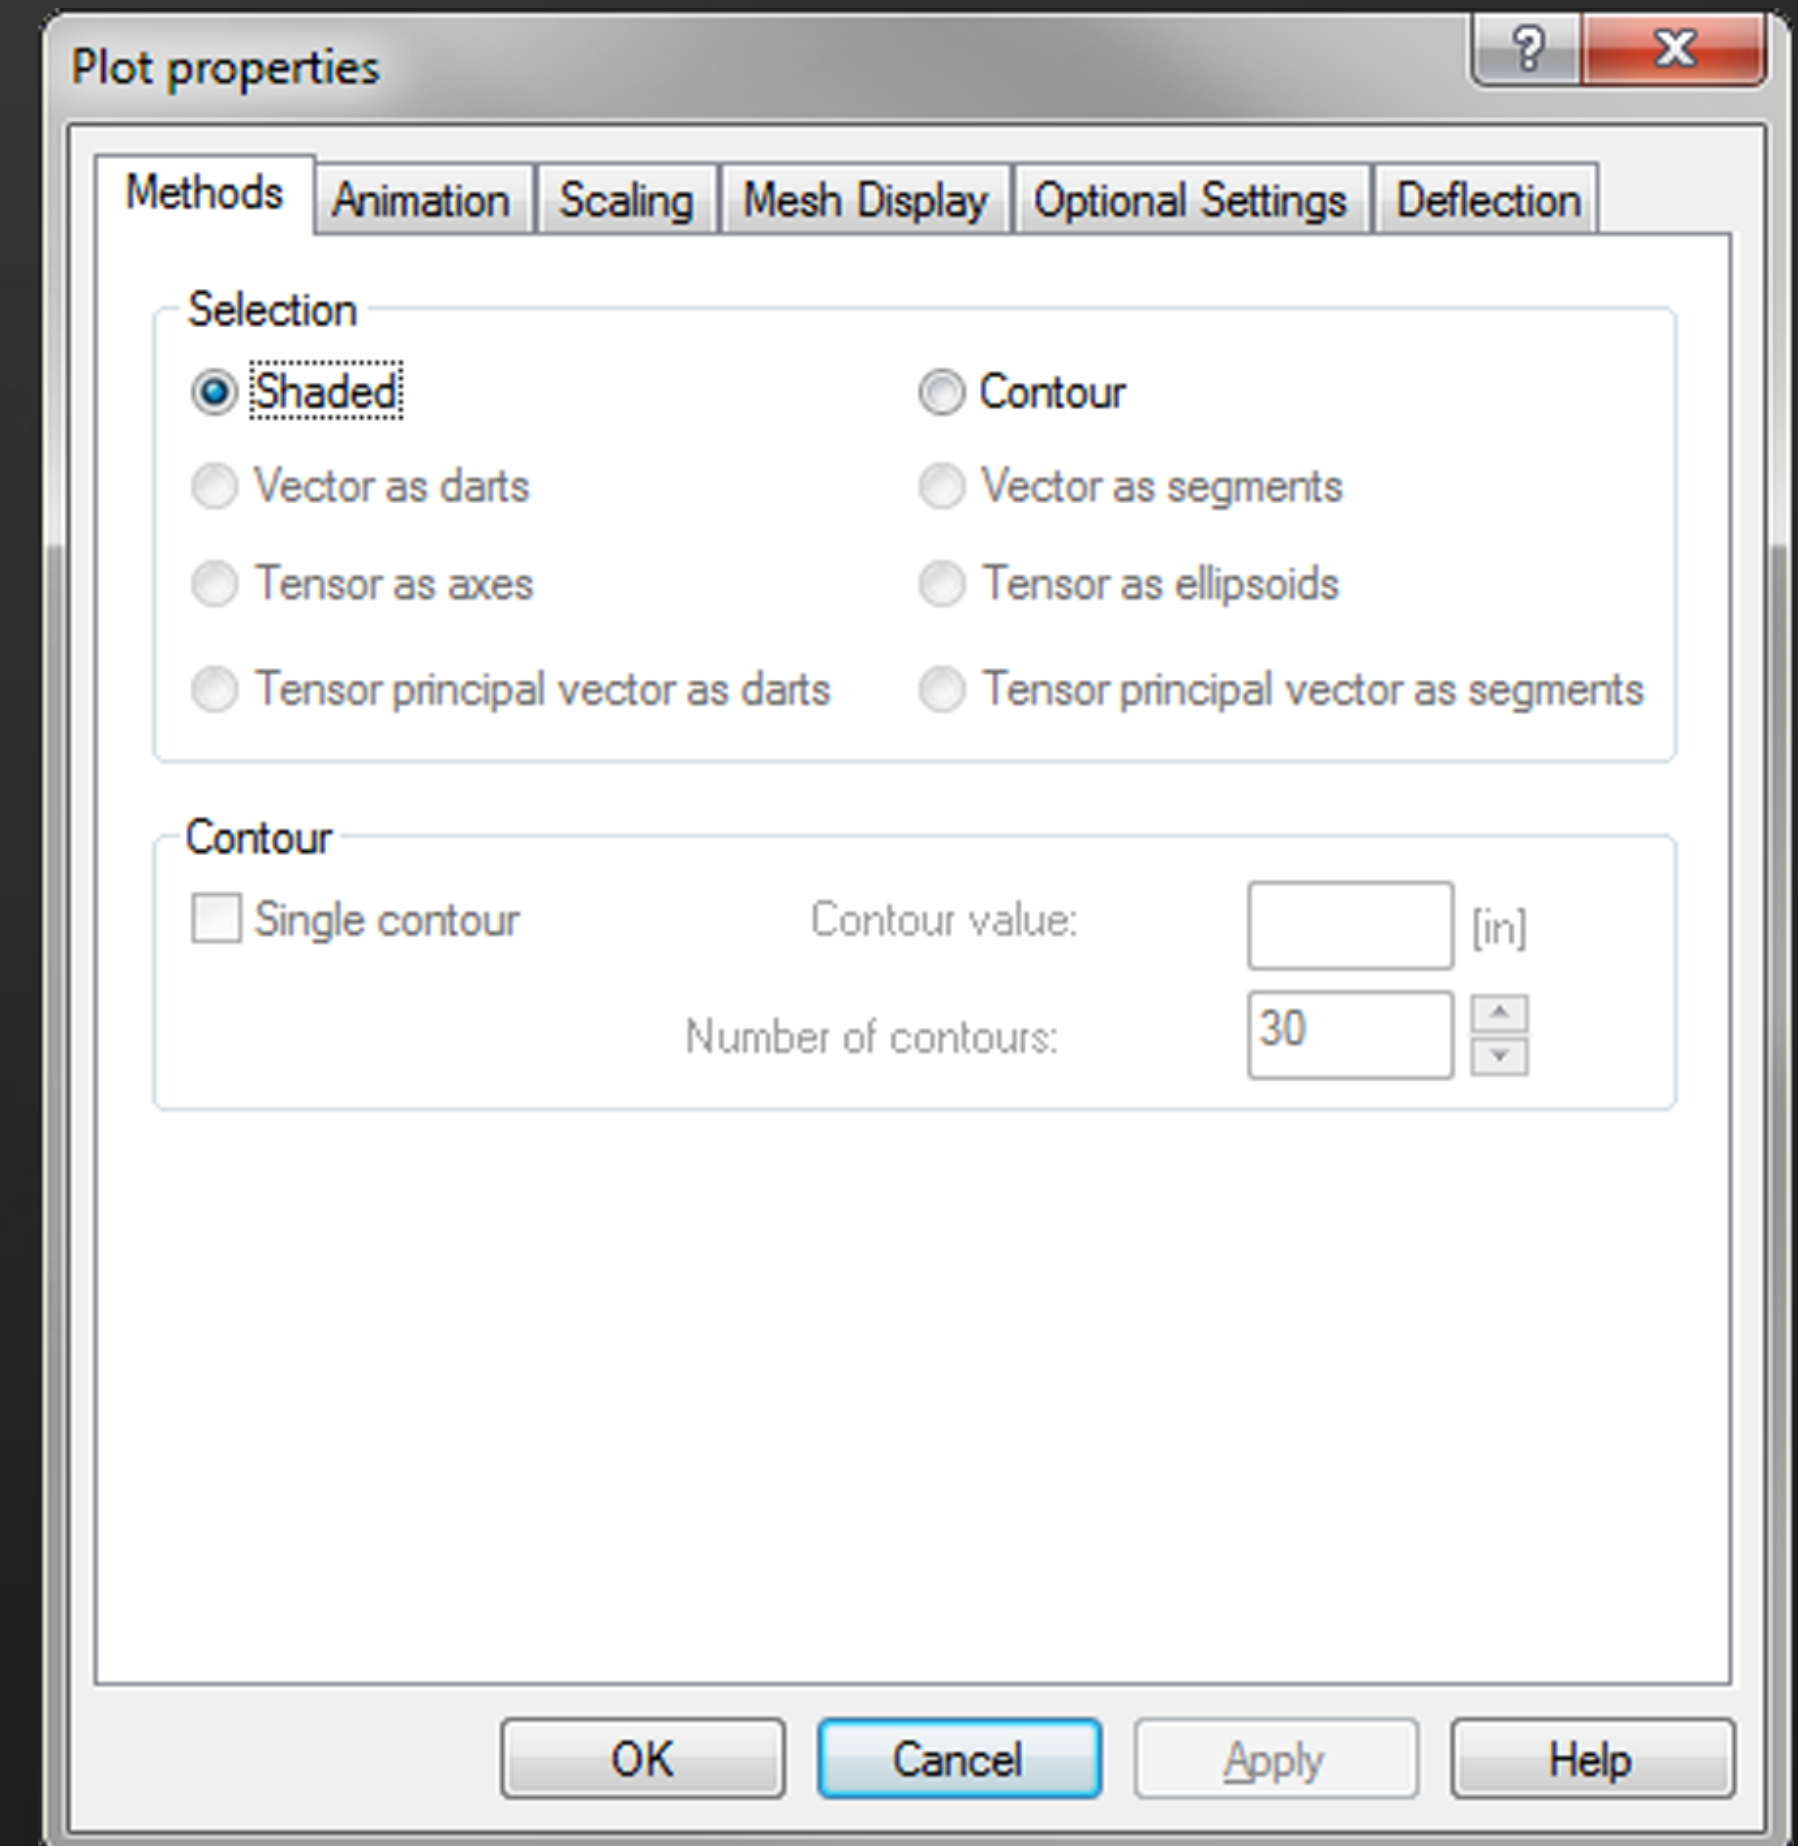 Plot properties
Methods Animation Scaling Mesh Display Optional Settings Deflection
Selection
Shaded Contour
Vector as darts Vector as segments
Tensor as axes Tensor as ellipsoids
Tensor principal vector as darts Tensor principal vector as segments
Contour
Single contour Contour value: [in]
Number of contours: 30
OK Cancel Apply Help